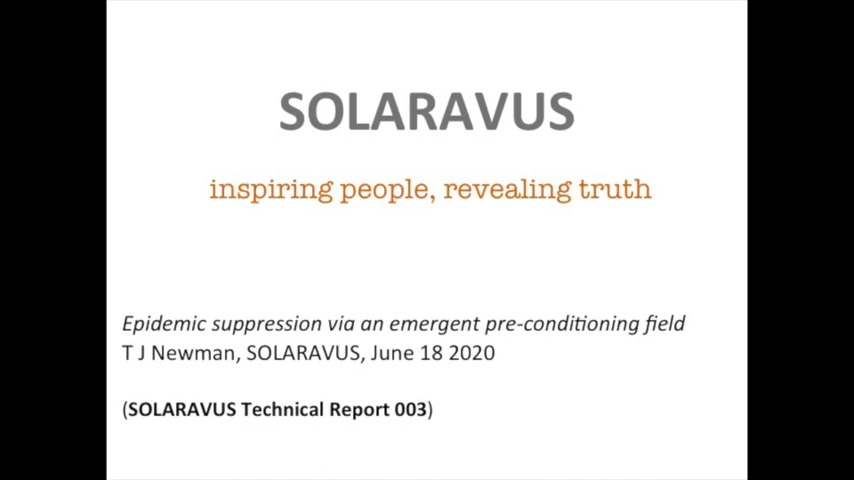 SOLARAVUS
inspiring people, revealing truth
Epidemic suppression via an emergent pre-conditioning field
T J Newman, SOLARAVUS, June 18 2020
(SOLARAVUS Technical Report 003)